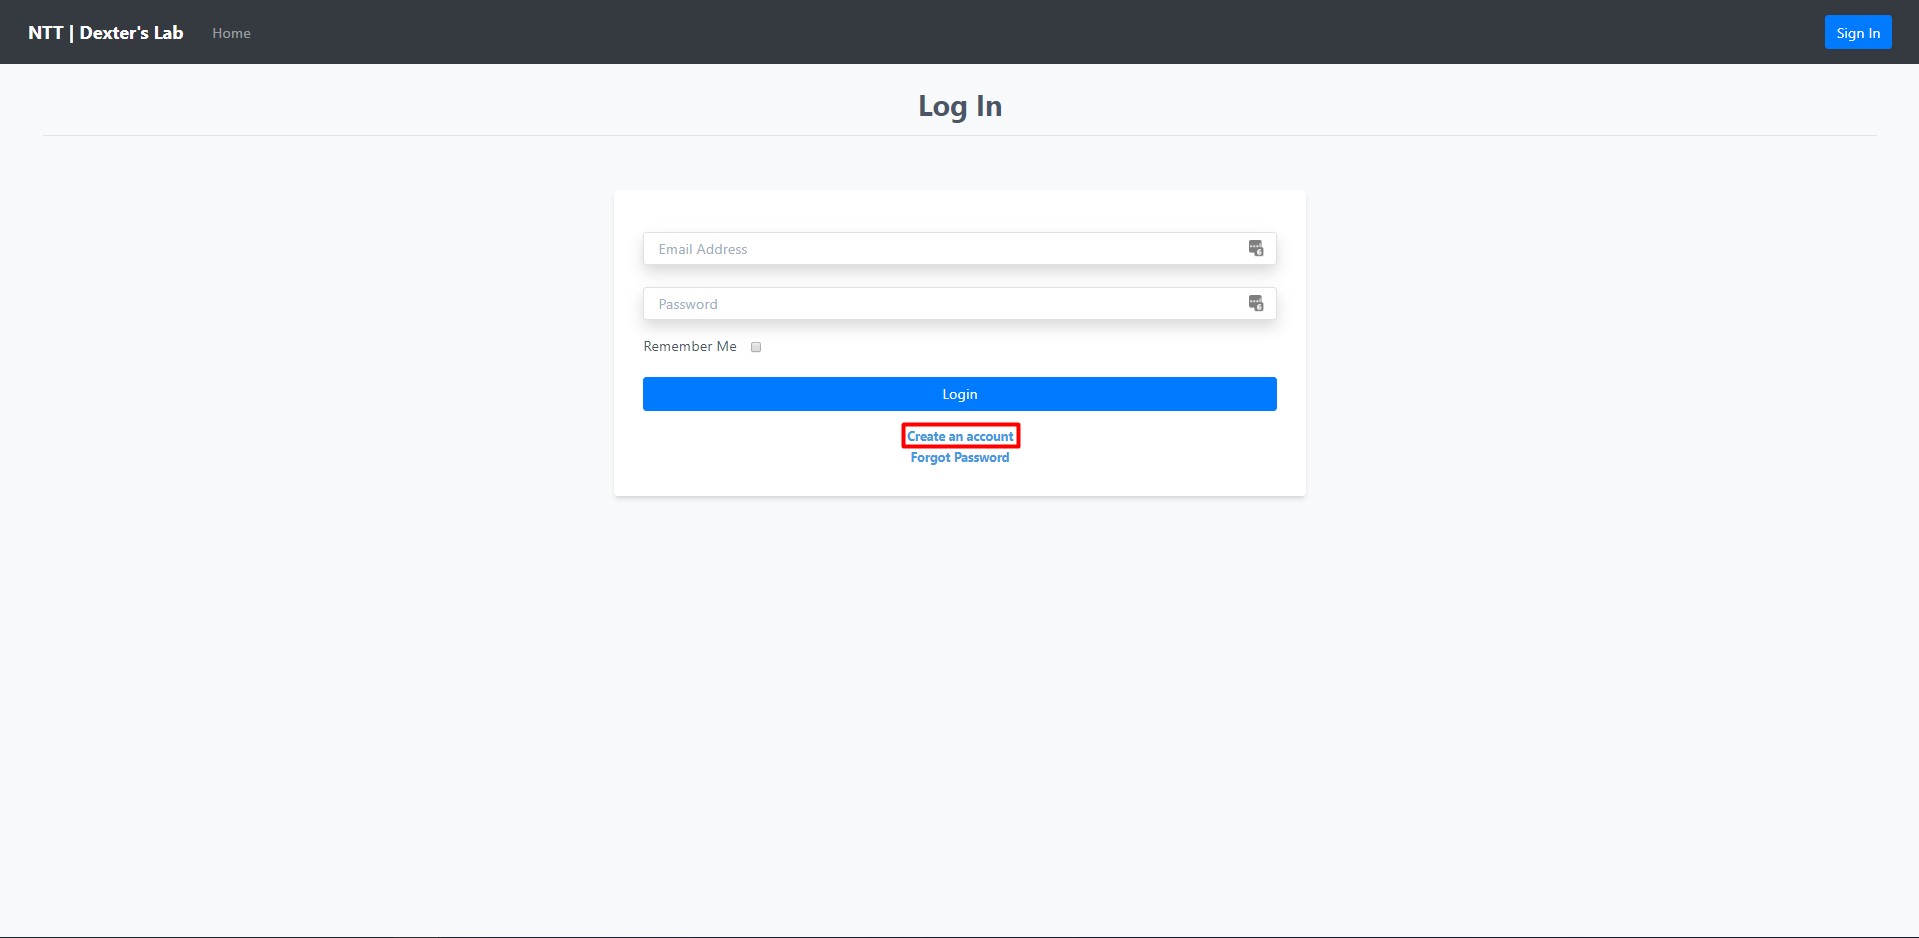 NTT | Dexter's Lab Home Sign In
Log In
Email Address
Password
Remember Me
Login
Create an account
Forgot Password